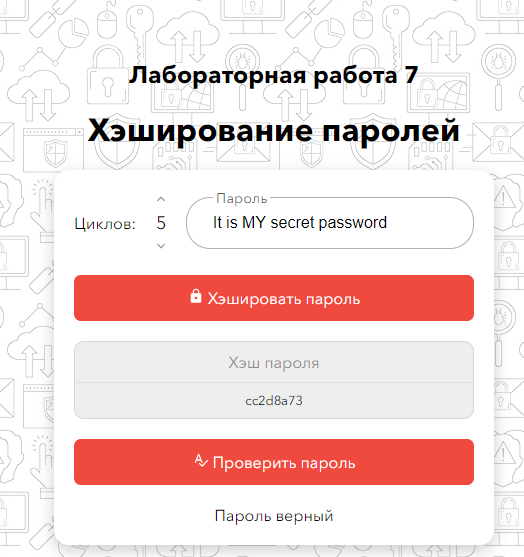 Лабораторная работа 7
Хэширование паролей
Циклов:
5
Пароль
It is MY secret password
Хэшировать пароль
Хэш пароля
cc2d8a73
Проверить пароль
Пароль верный